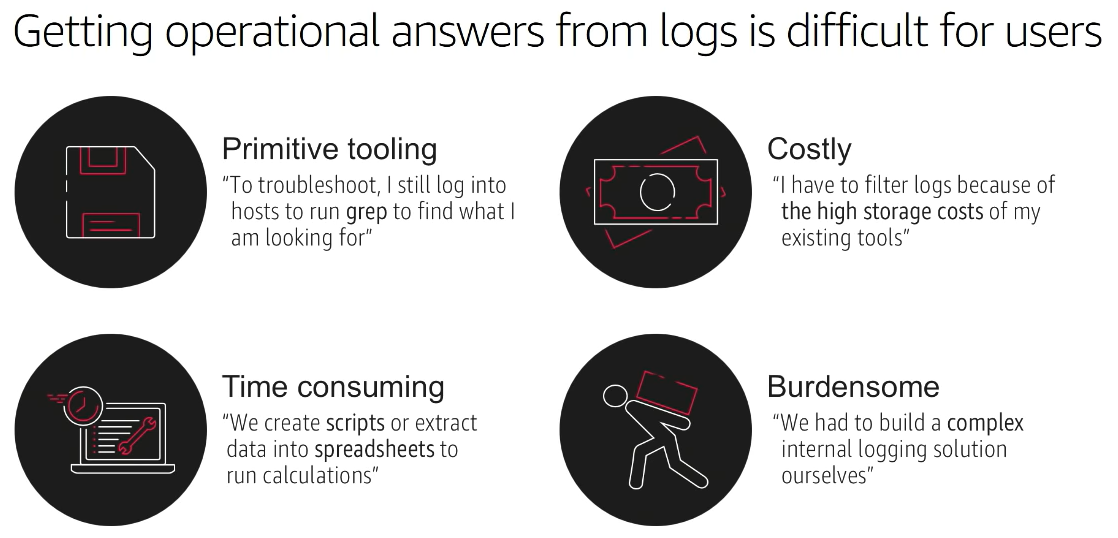 Getting operational answers from logs is difficult for users
Primitive tooling
“To troubleshoot, I still log into
hosts to run grep to find what I
am looking for”
Costly
“I have to filter logs because of
the high storage costs of my
existing tools”
Time consuming
“We create scripts or extract
data into spreadsheets to
run calculations”
Burdensome
“We had to build a complex
internal logging solution
ourselves”